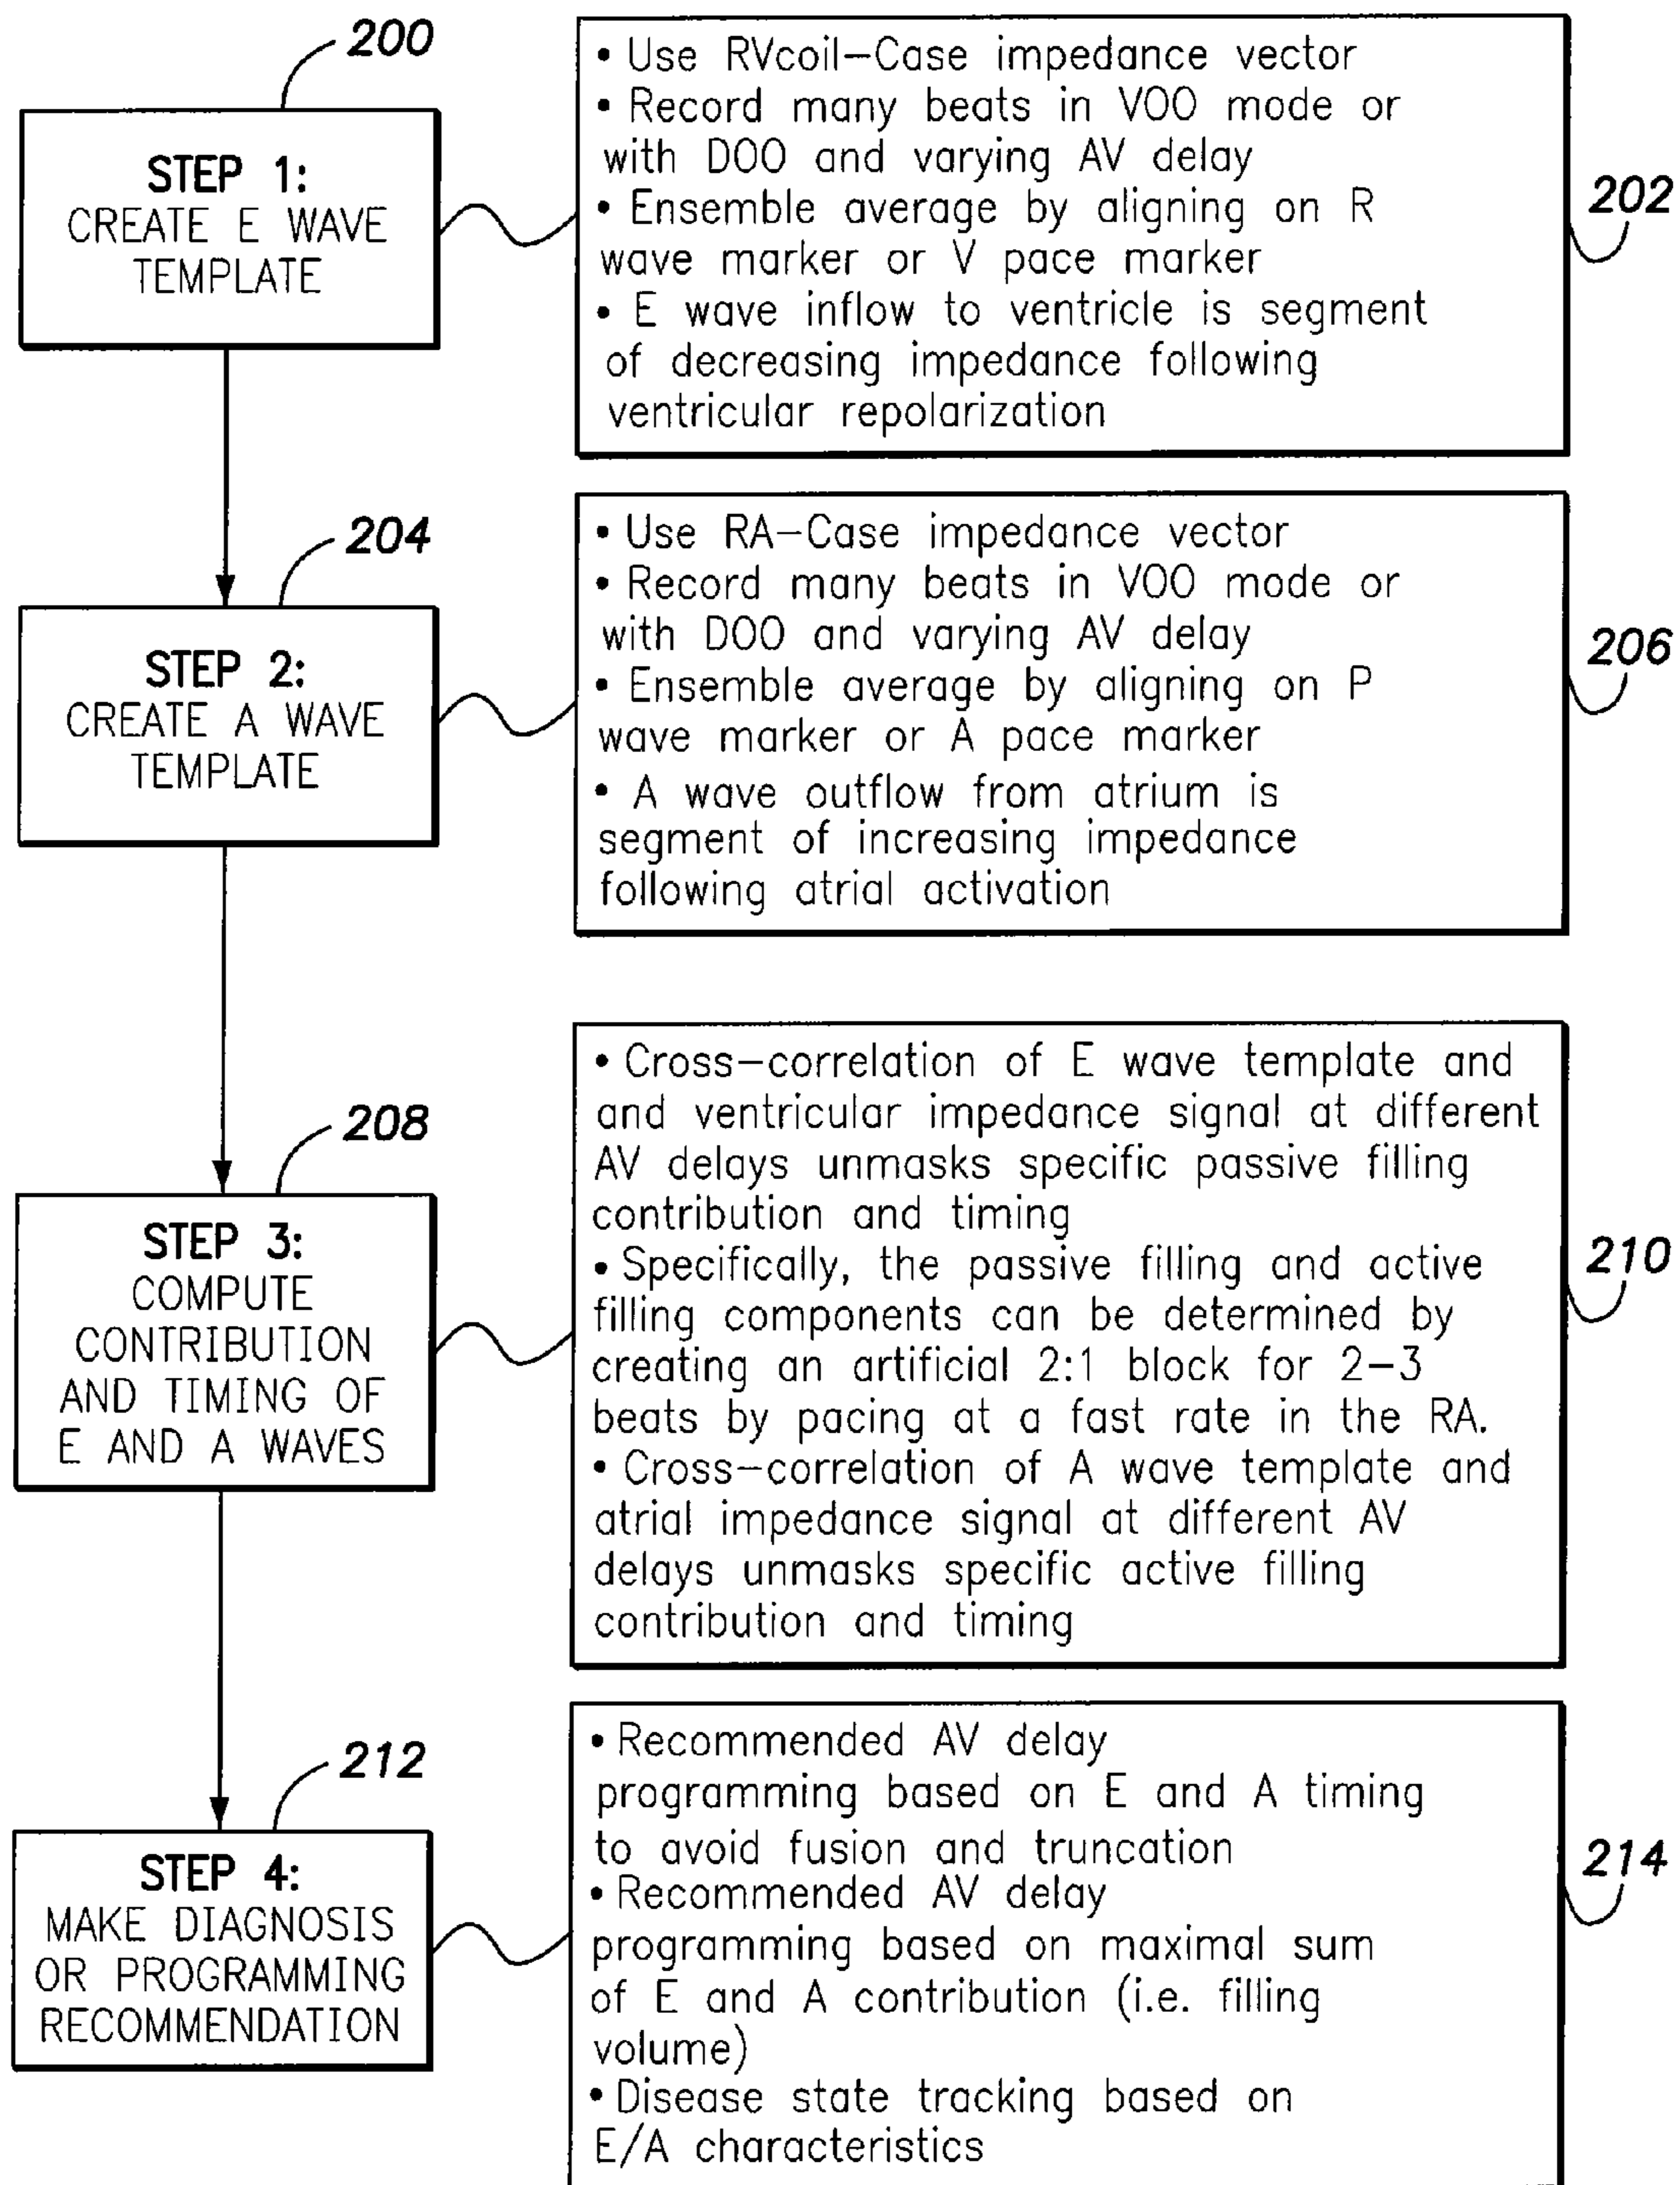 200
STEP 1:
CREATE E WAVE
TEMPLATE
• Use RVcoil-Case impedance vector
• Record many beats in VOO mode or
with DOO and varying AV delay
• Ensemble average by aligning on R
wave marker or V pace marker
• E wave inflow to ventricle is segment
of decreasing impedance following
ventricular repolarization
202
204
STEP 2:
CREATE A WAVE
TEMPLATE
• Use RA-Case impedance vector
• Record many beats in VOO mode or
with DOO and varying AV delay
• Ensemble average by aligning on P
wave marker or A pace marker
• A wave outflow from atrium is
segment of increasing impedance
following atrial activation
206
208
STEP 3:
COMPUTE
CONTRIBUTION
AND TIMING OF
E AND A WAVES
• Cross-correlation of E wave template and
and ventricular impedance signal at different
AV delays unmasks specific passive filling
contribution and timing
• Specifically, the passive filling and active
filling components can be determined by
creating an artificial 2:1 block for 2-3
beats by pacing at a fast rate in the RA.
• Cross-correlation of A wave template and
atrial impedance signal at different AV
delays unmasks specific active filling
contribution and timing
210
212
STEP 4:
MAKE DIAGNOSIS
OR PROGRAMMING
RECOMMENDATION
• Recommended AV delay
programming based on E and A timing
to avoid fusion and truncation
• Recommended AV delay
programming based on maximal sum
of E and A contribution (i.e. filling
volume)
• Disease state tracking based on
E/A characteristics
214